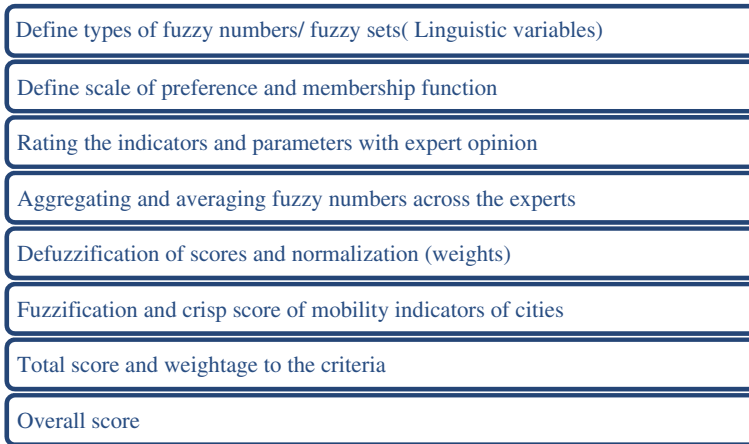 Define types of fuzzy numbers/ fuzzy sets( Linguistic variables)
Define scale of preference and membership function
Rating the indicators and parameters with expert opinion
Aggregating and averaging fuzzy numbers across the experts
Defuzzification of scores and normalization (weights)
Fuzzification and crisp score of mobility indicators of cities
Total score and weightage to the criteria
Overall score